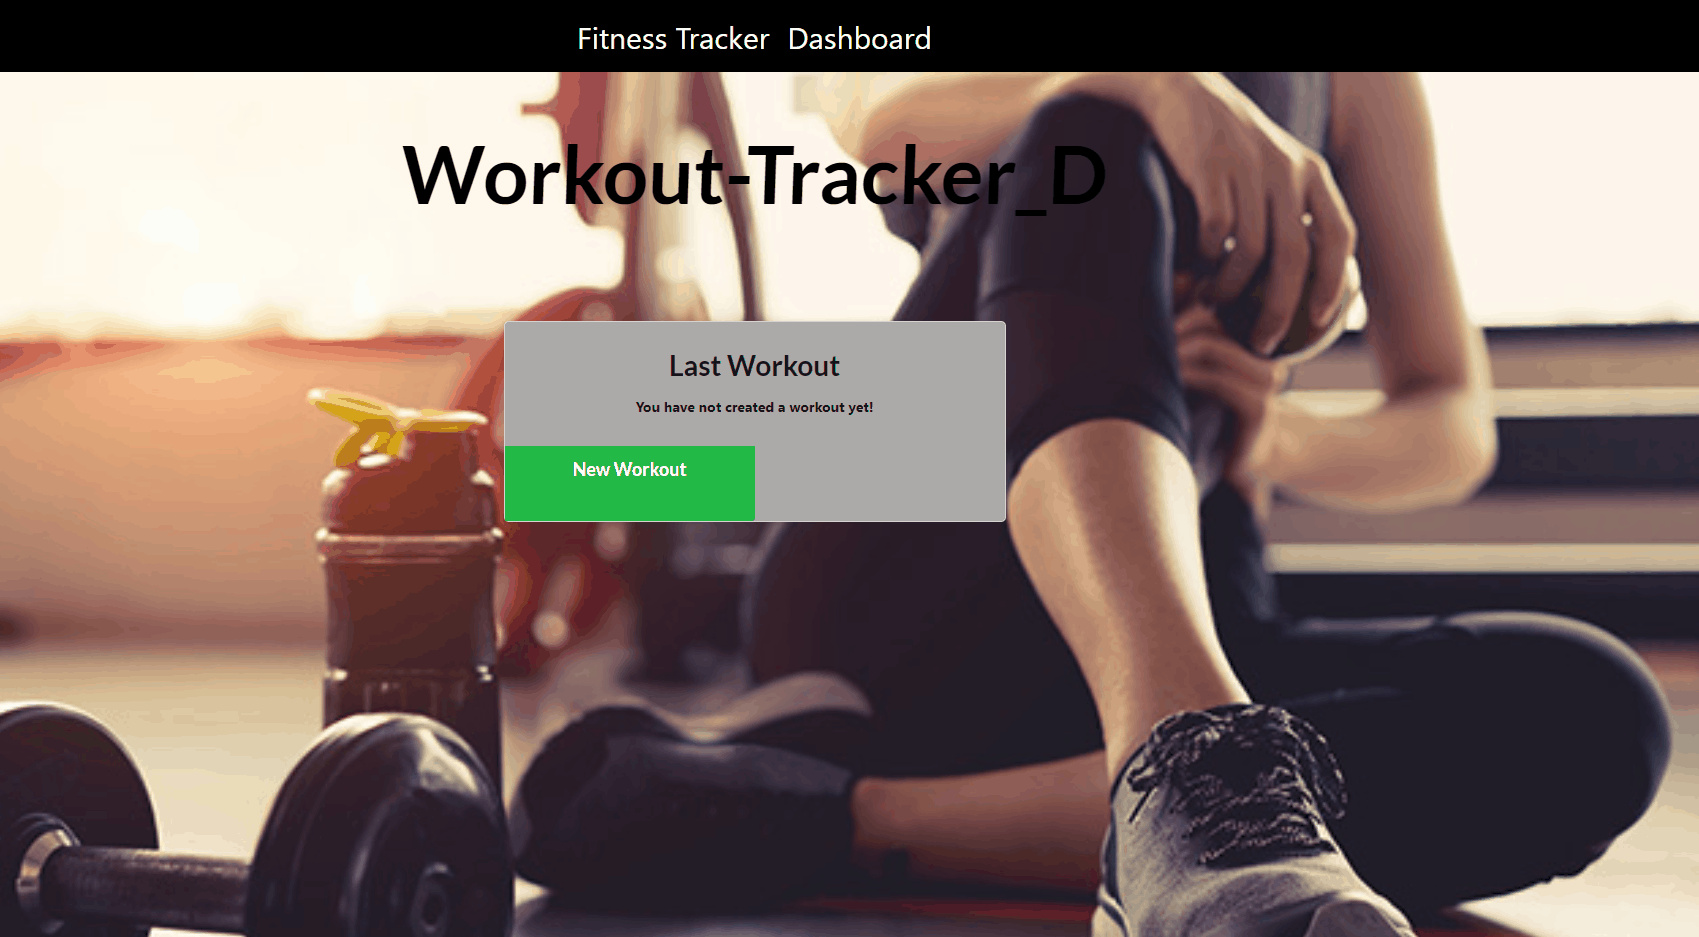 Fitness Tracker Dashboard
Workout-Tracker_D
Last Workout
You have not created a workout yet!
New Workout